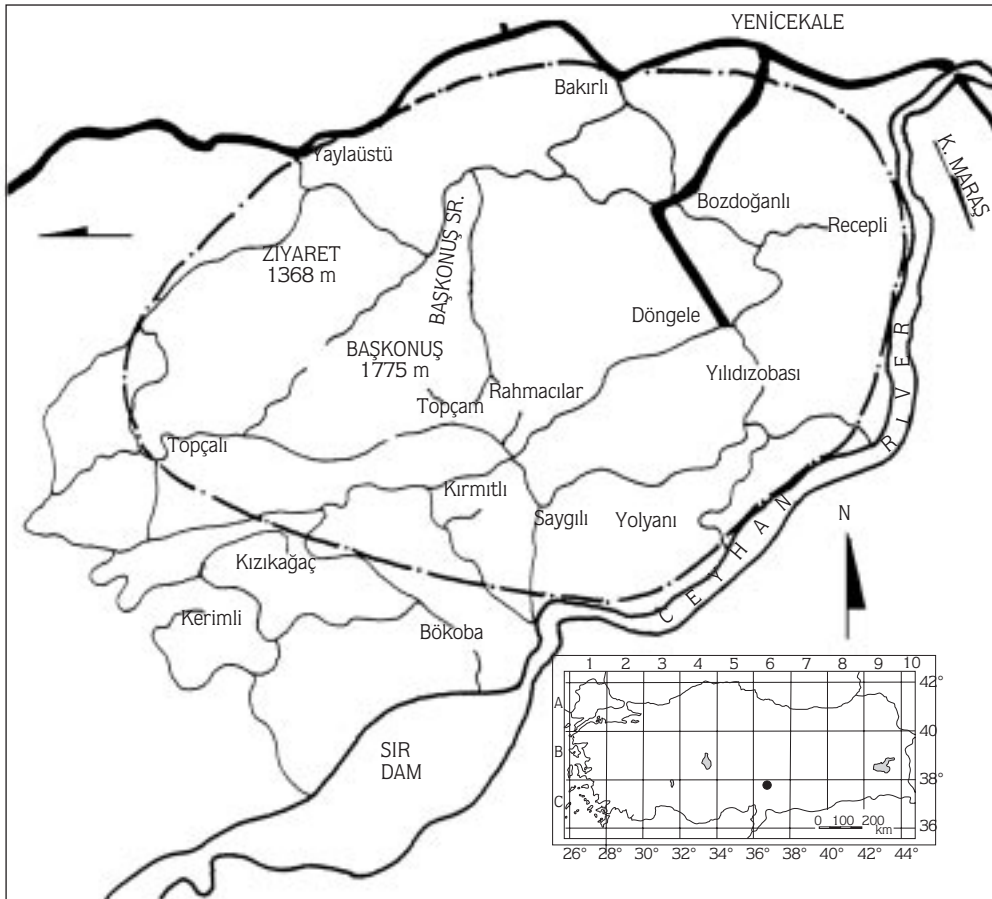 YENİCEKALE
Bakırlı
K. MARAŞ
Yaylaüstü
Bozdoğanlı
Recepli
ZİYARET
1368 m
BAŞKONUŞ SR.
Döngele
BAŞKONUŞ
1775 m
Yılıdızobası
Rahmacılar
Topçam
Topçalı
Kırmıtlı
Saygılı
Yolyanı
CEYHAN RIVER
N
Kızıkağaç
Kerimli
Bökoba
SIR
DAM
1 2 3 4 5 6 7 8 9 10
A
B
C
42°
40
38°
36
0 100 200
km
26° 28° 30° 32° 34° 36° 38° 40° 42° 44°